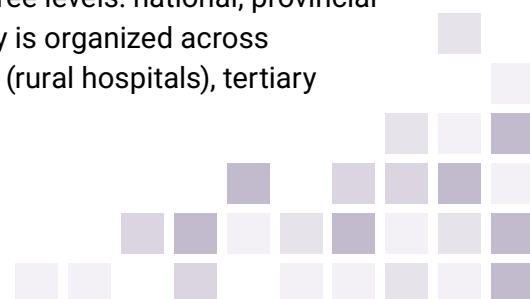 ree levels: national, provincial
y is organized across
(rural hospitals), tertiary